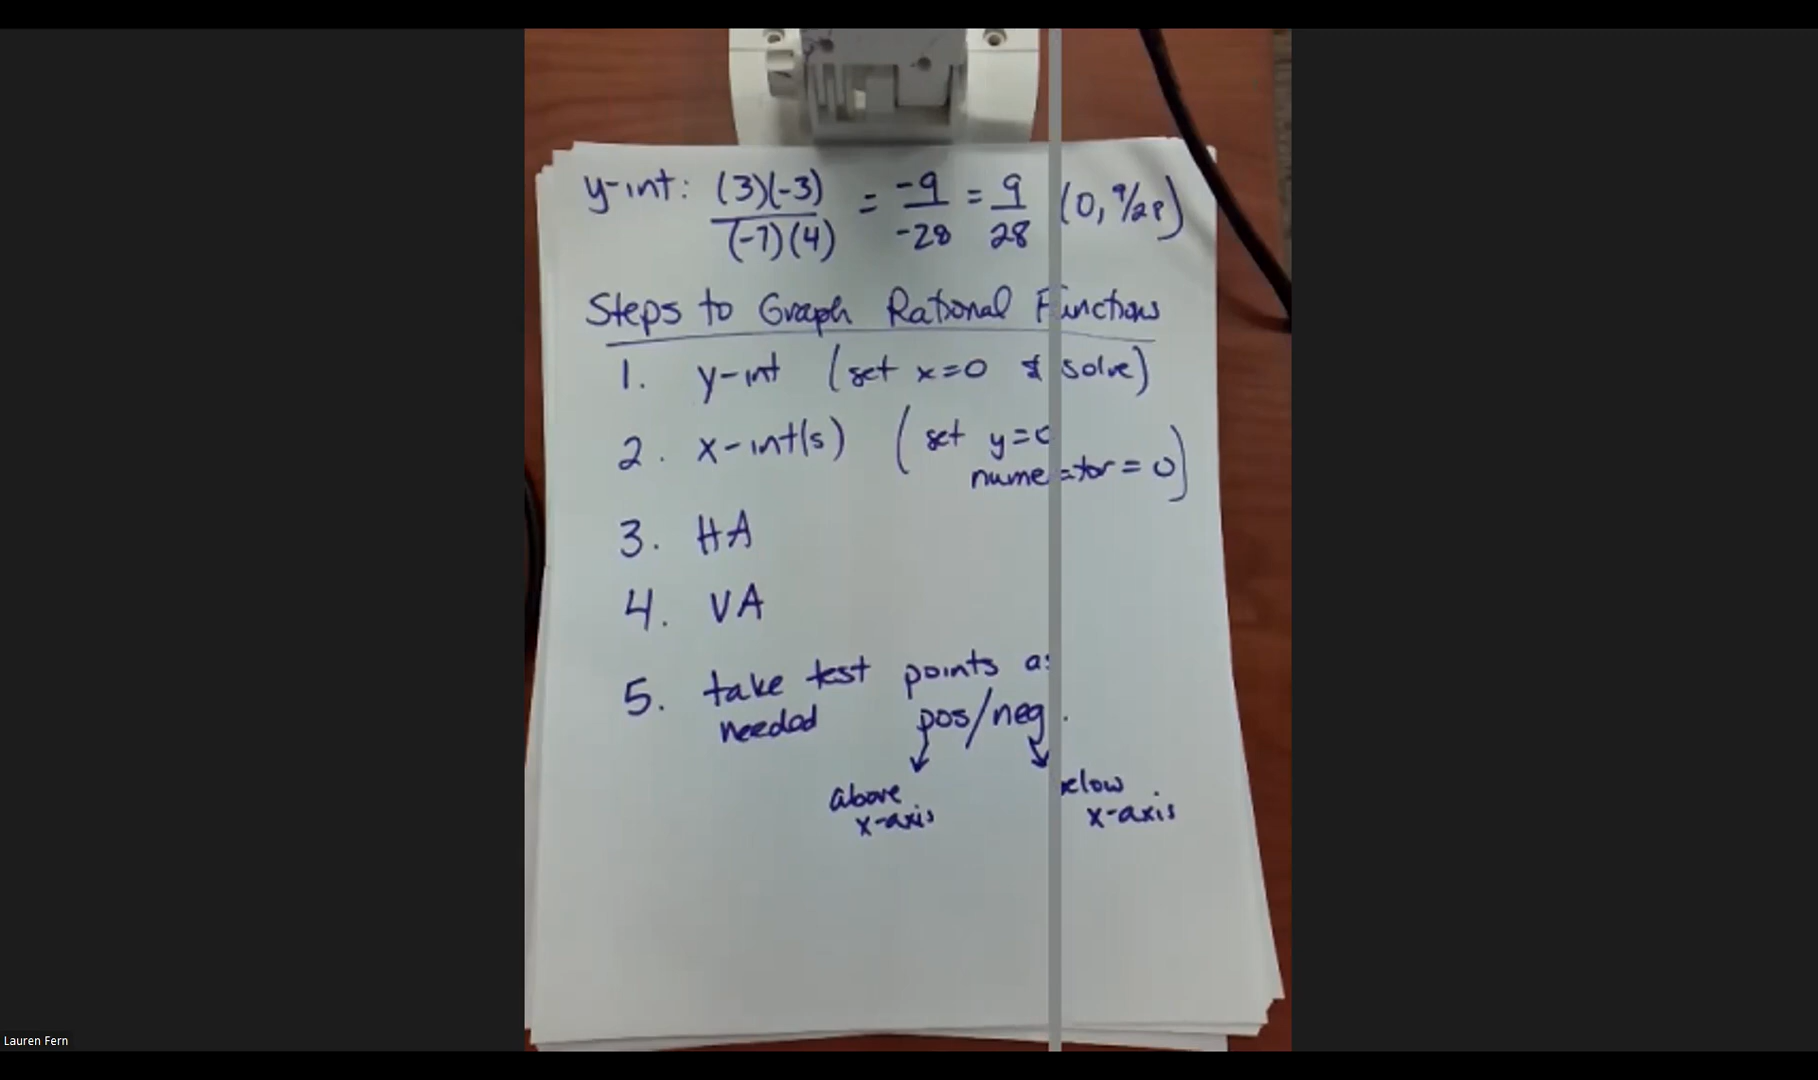 y-int: (3)(-3)/(-7)(4) = -9/-28 = 9/28 (0, 9/28)
Steps to Graph Rational Functions
1. y-int (set x=0 & solve)
2. x-int(s) (set y=0
numerator = 0)
3. HA
4. VA
5. take test points as
needed pos/neg.
above
x-axis
below
x-axis
Lauren Fern